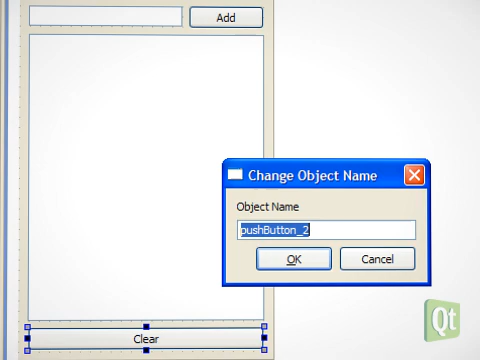 Add
Change Object Name
Object Name
pushButton_2
OK
Cancel
Qt
Clear